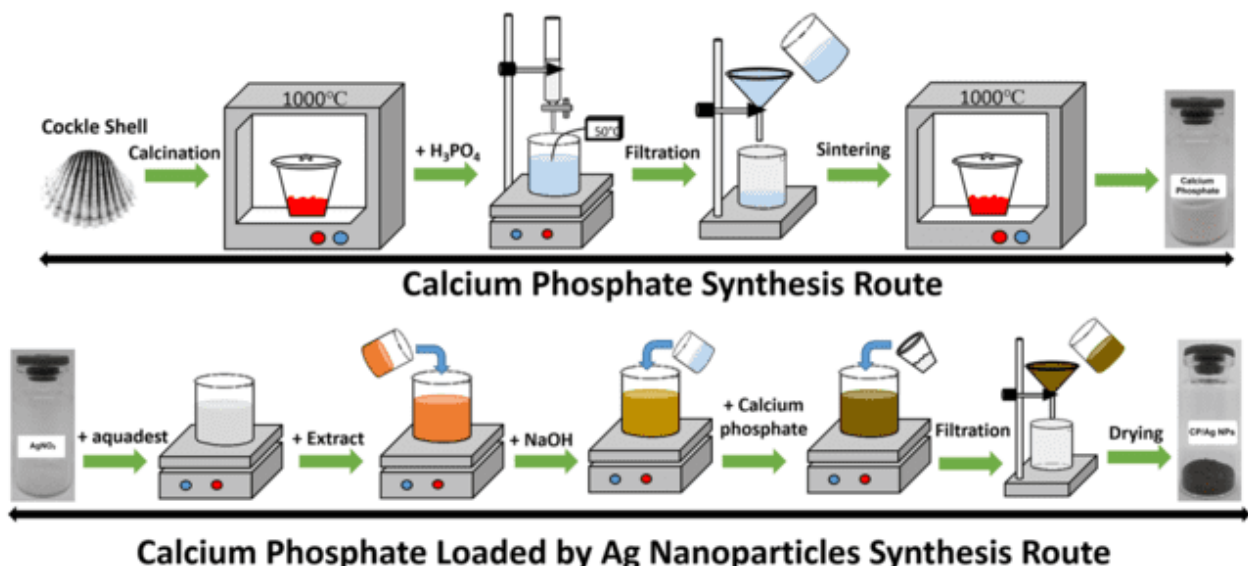 Cockle Shell
Calcination
1000℃
+ H₃PO₄
50℃
Filtration
Sintering
1000℃
Calcium
Phosphate
Calcium Phosphate Synthesis Route
AgNO₃
+ aquadest
+ Extract
+ NaOH
+ Calcium
phosphate
Filtration
Drying
CP/Ag NPs
Calcium Phosphate Loaded by Ag Nanoparticles Synthesis Route